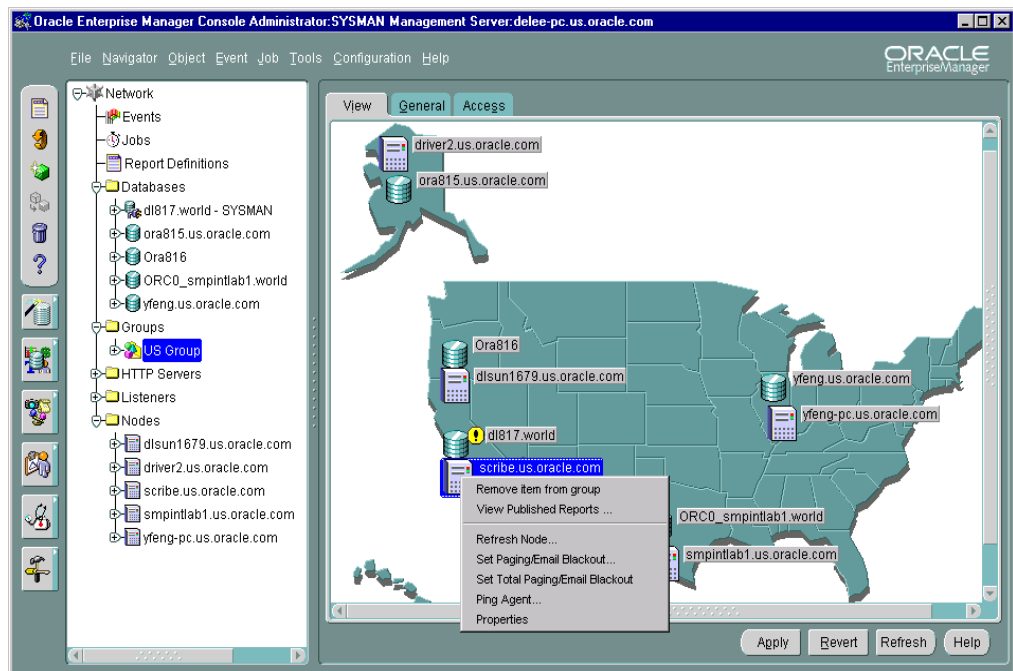 Oracle Enterprise Manager Console Administrator:SYSMAN Management Server:delee-pc.us.oracle.com
File Navigator Object Event Job Tools Configuration Help
ORACLE
EnterpriseManager
Network
Events
Jobs
Report Definitions
Databases
dl817.world - SYSMAN
ora815.us.oracle.com
Ora816
ORC0_smpintlab1.world
yfeng.us.oracle.com
Groups
US Group
HTTP Servers
Listeners
Nodes
dlsun1679.us.oracle.com
driver2.us.oracle.com
scribe.us.oracle.com
smpintlab1.us.oracle.com
yfeng-pc.us.oracle.com
View General Access
driver2.us.oracle.com
ora815.us.oracle.com
Ora816
dlsun1679.us.oracle.com
yfeng.us.oracle.com
yfeng-pc.us.oracle.com
dl817.world
scribe.us.oracle.com
Remove item from group
View Published Reports ...
Refresh Node...
Set Paging/Email Blackout...
Set Total Paging/Email Blackout
Ping Agent...
Properties
ORC0_smpintlab1.world
smpintlab1.us.oracle.com
Apply Revert Refresh Help